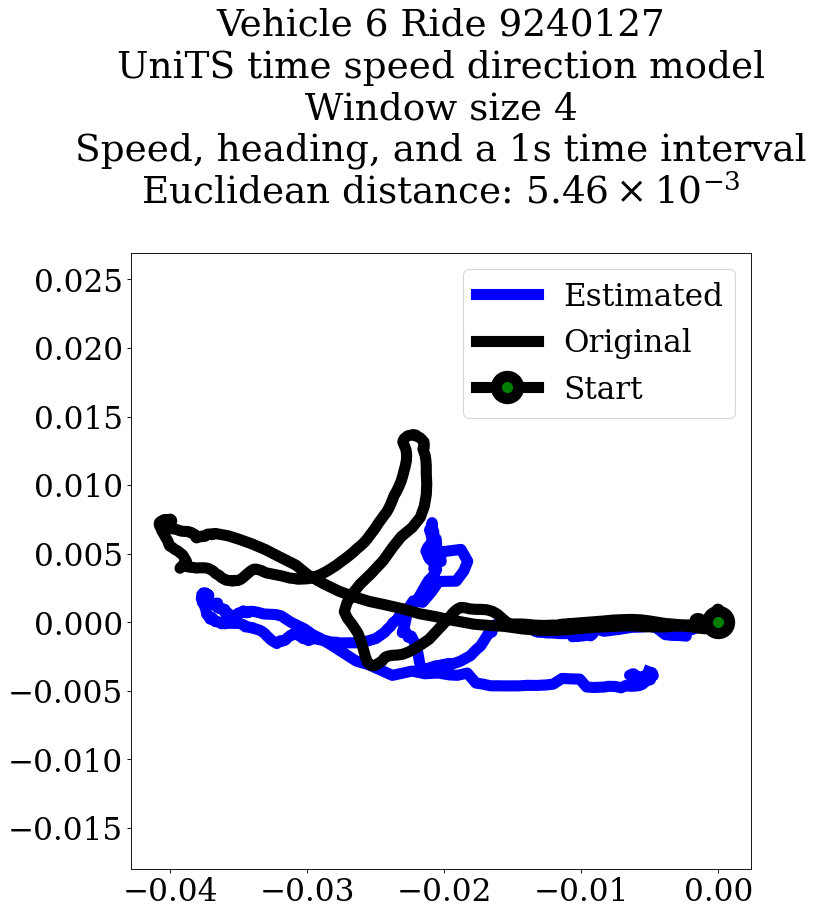 Vehicle 6 Ride 9240127
UniTS time speed direction model
Window size 4
Speed, heading, and a 1s time interval
Euclidean distance: 5.46 × 10⁻³
0.025
0.020
0.015
0.010
0.005
0.000
−0.005
−0.010
−0.015
Estimated
Original
Start
−0.04 −0.03 −0.02 −0.01 0.00